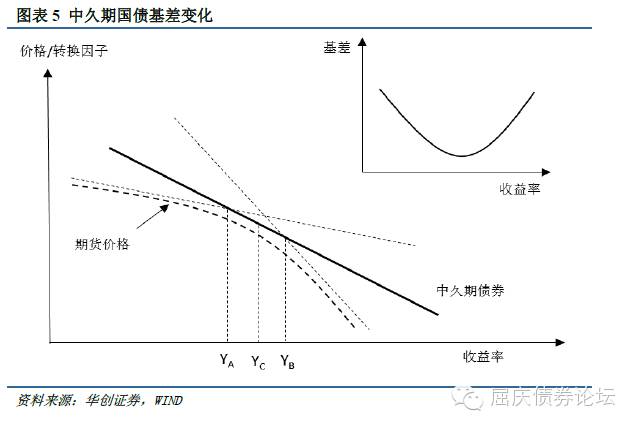 图表 5 中久期国债基差变化
价格/转换因子
基差
收益率
期货价格
中久期债券
Y_A Y_C Y_B
收益率
资料来源：华创证券，WIND
屈庆债券论坛